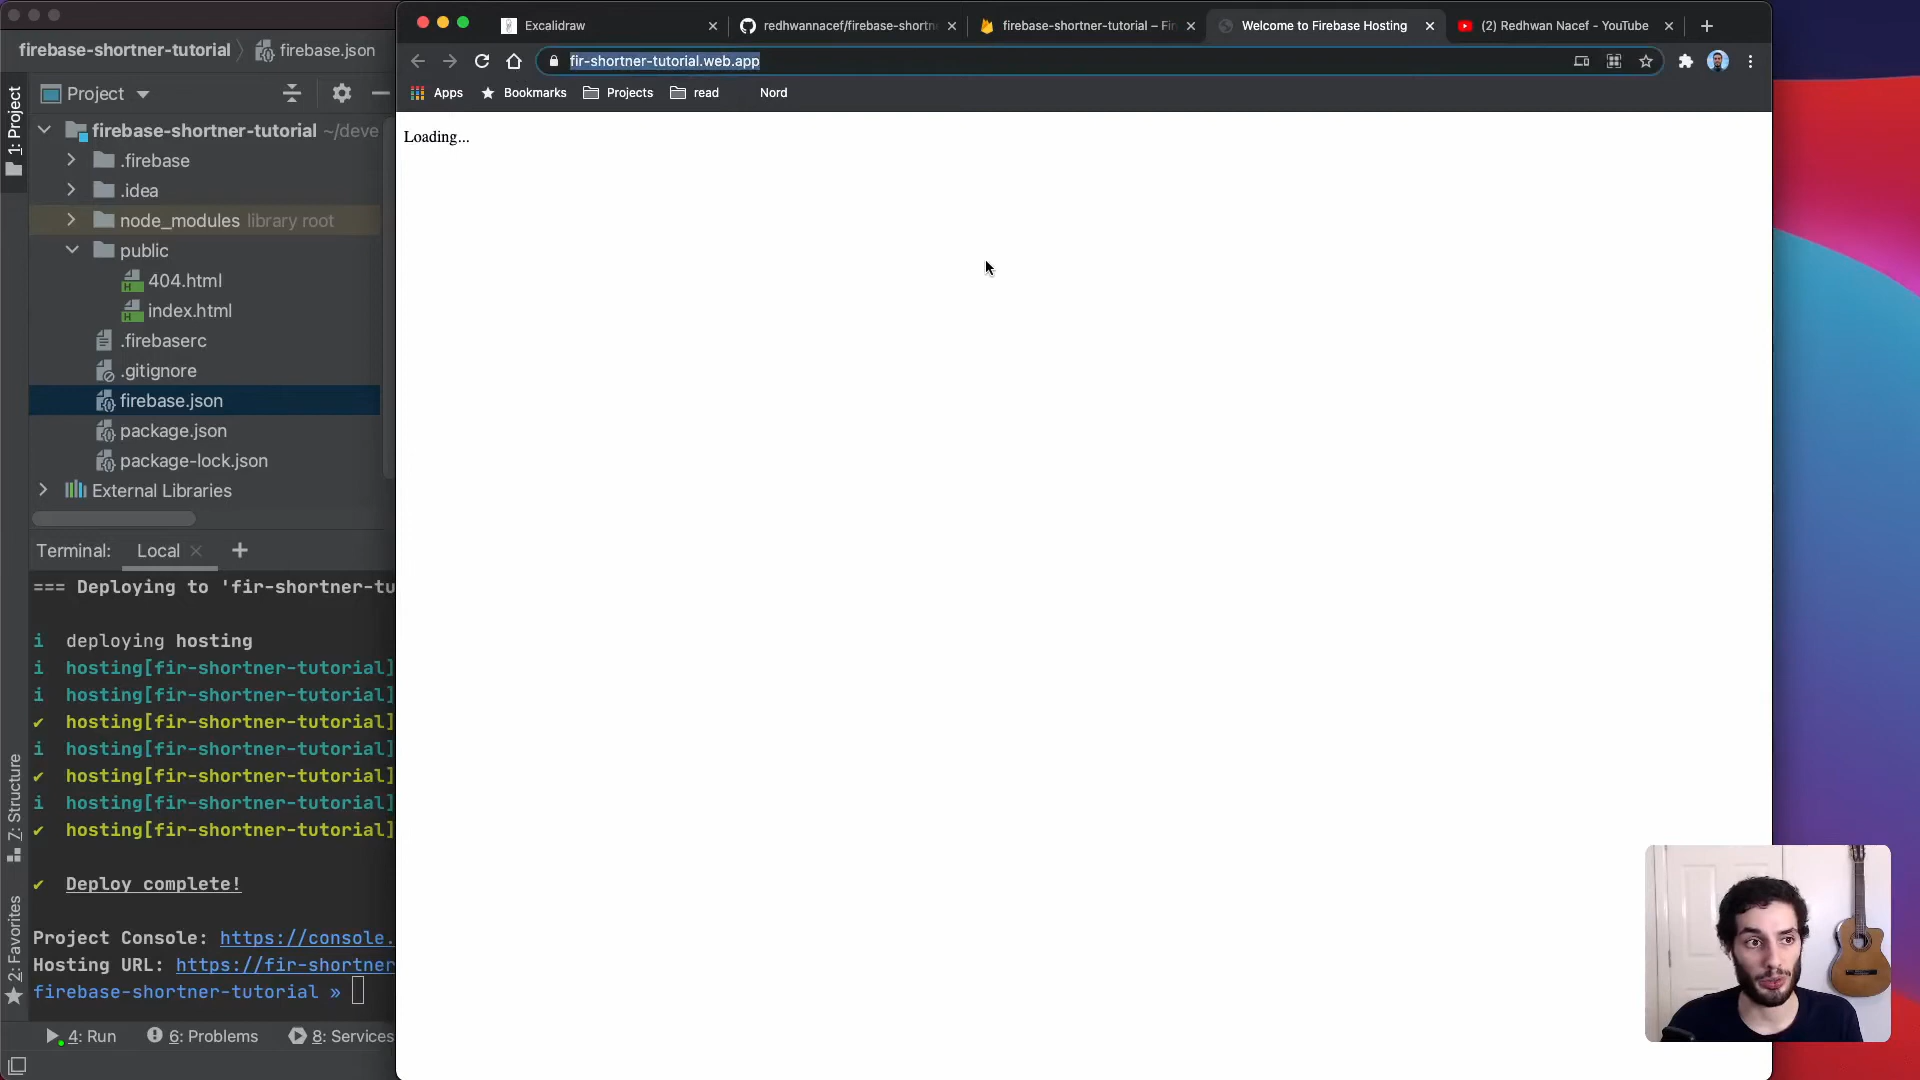 firebase-shortner-tutorial
firebase.json
Excalidraw
redhwannacef/firebase-shortne
firebase-shortner-tutorial – Fir
Welcome to Firebase Hosting
(2) Redhwan Nacef - YouTube
fir-shortner-tutorial.web.app
Apps
Bookmarks
Projects
read
Nord
1: Project
Project
firebase-shortner-tutorial ~/deve
.firebase
.idea
node_modules library root
public
404.html
index.html
.firebaserc
.gitignore
firebase.json
package.json
package-lock.json
External Libraries
Loading...
Terminal: Local
=== Deploying to 'fir-shortner-tu
i deploying hosting
i hosting[fir-shortner-tutorial]
i hosting[fir-shortner-tutorial]
✔ hosting[fir-shortner-tutorial]
i hosting[fir-shortner-tutorial]
✔ hosting[fir-shortner-tutorial]
i hosting[fir-shortner-tutorial]
✔ hosting[fir-shortner-tutorial]
✔ Deploy complete!
Project Console: https://console.
Hosting URL: https://fir-shortner
firebase-shortner-tutorial »
7: Structure
2: Favorites
4: Run
6: Problems
8: Services